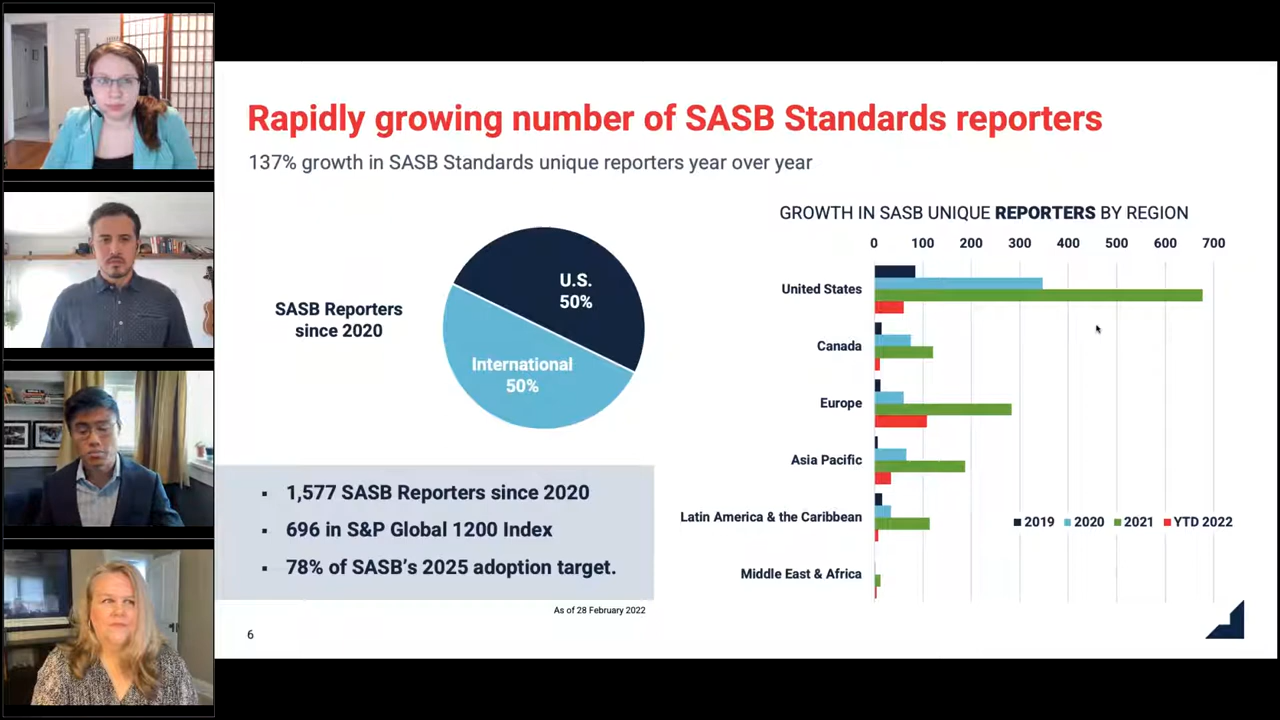 Rapidly growing number of SASB Standards reporters
137% growth in SASB Standards unique reporters year over year
SASB Reporters
since 2020
U.S.
50%
International
50%
▪ 1,577 SASB Reporters since 2020
▪ 696 in S&P Global 1200 Index
▪ 78% of SASB’s 2025 adoption target.
As of 28 February 2022
6
GROWTH IN SASB UNIQUE REPORTERS BY REGION
0 100 200 300 400 500 600 700
United States
Canada
Europe
Asia Pacific
Latin America & the Caribbean
Middle East & Africa
2019 2020 2021 YTD 2022